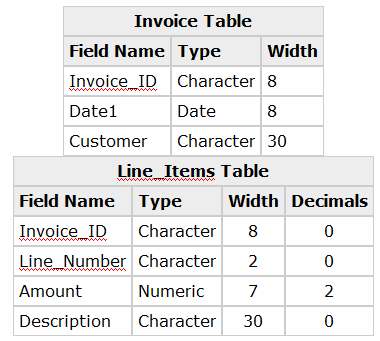 Invoice Table
Field Name Type Width
Invoice_ID Character 8
Date1 Date 8
Customer Character 30
Line_Items Table
Field Name Type Width Decimals
Invoice_ID Character 8 0
Line_Number Character 2 0
Amount Numeric 7 2
Description Character 30 0